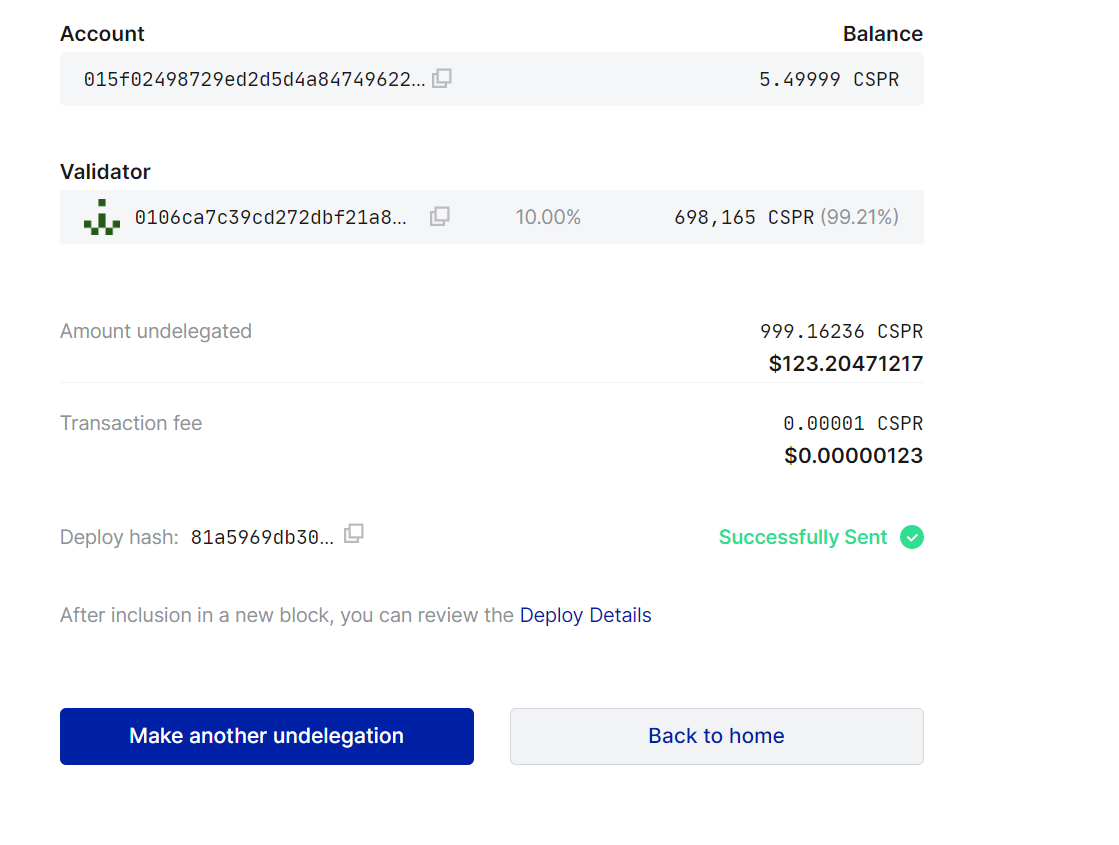 Account Balance
015f02498729ed2d5d4a84749622... 5.49999 CSPR
Validator
0106ca7c39cd272dbf21a8... 10.00% 698,165 CSPR (99.21%)
Amount undelegated 999.16236 CSPR
$123.20471217
Transaction fee 0.00001 CSPR
$0.00000123
Deploy hash: 81a5969db30... Successfully Sent
After inclusion in a new block, you can review the Deploy Details
Make another undelegation Back to home